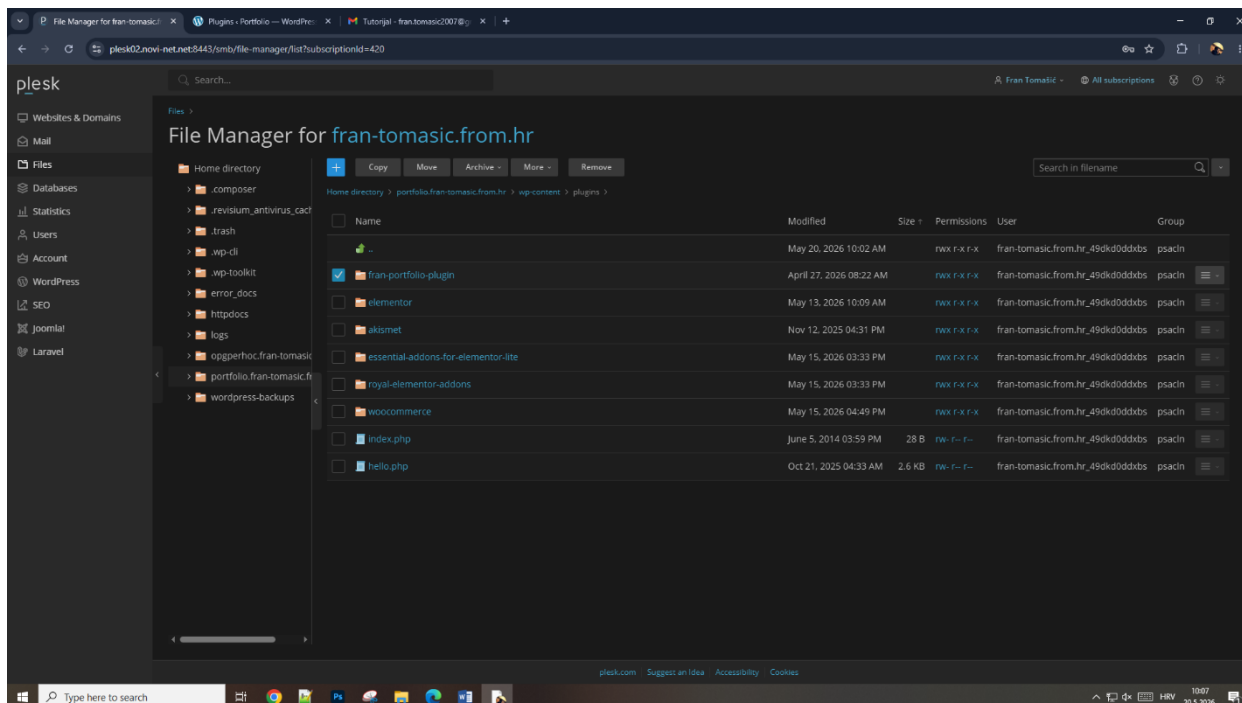 File Manager for fran-tomasic.f
Plugins ‹ Portfolio — WordPre
Tutorijal - fran.tomasic2007@g
plesk02.novi-net.net:8443/smb/file-manager/list?subscriptionId=420
plesk
Search...
Fran Tomašić
All subscriptions
Websites & Domains
Mail
Files
Databases
Statistics
Users
Account
WordPress
SEO
Joomla!
Laravel
Files >
File Manager for fran-tomasic.from.hr
Home directory
.composer
.revisium_antivirus_cach
.trash
.wp-cli
.wp-toolkit
error_docs
httpdocs
logs
opgperhoc.fran-tomasic
portfolio.fran-tomasic.fr
wordpress-backups
+ Copy Move Archive More Remove
Search in filename
Home directory > portfolio.fran-tomasic.from.hr > wp-content > plugins >
Name Modified Size ↑ Permissions User Group
.. May 20, 2026 10:02 AM rwx r-x r-x fran-tomasic.from.hr_49dkd0ddxbs psacln
fran-portfolio-plugin April 27, 2026 08:22 AM rwx r-x r-x fran-tomasic.from.hr_49dkd0ddxbs psacln
elementor May 13, 2026 10:09 AM rwx r-x r-x fran-tomasic.from.hr_49dkd0ddxbs psacln
akismet Nov 12, 2025 04:31 PM rwx r-x r-x fran-tomasic.from.hr_49dkd0ddxbs psacln
essential-addons-for-elementor-lite May 15, 2026 03:33 PM rwx r-x r-x fran-tomasic.from.hr_49dkd0ddxbs psacln
royal-elementor-addons May 15, 2026 03:33 PM rwx r-x r-x fran-tomasic.from.hr_49dkd0ddxbs psacln
woocommerce May 15, 2026 04:49 PM rwx r-x r-x fran-tomasic.from.hr_49dkd0ddxbs psacln
index.php June 5, 2014 03:59 PM 28 B rw- r-- r-- fran-tomasic.from.hr_49dkd0ddxbs psacln
hello.php Oct 21, 2025 04:33 AM 2.6 KB rw- r-- r-- fran-tomasic.from.hr_49dkd0ddxbs psacln
plesk.com Suggest an Idea Accessibility Cookies
Type here to search
HRV
10:07
20.5.2026.